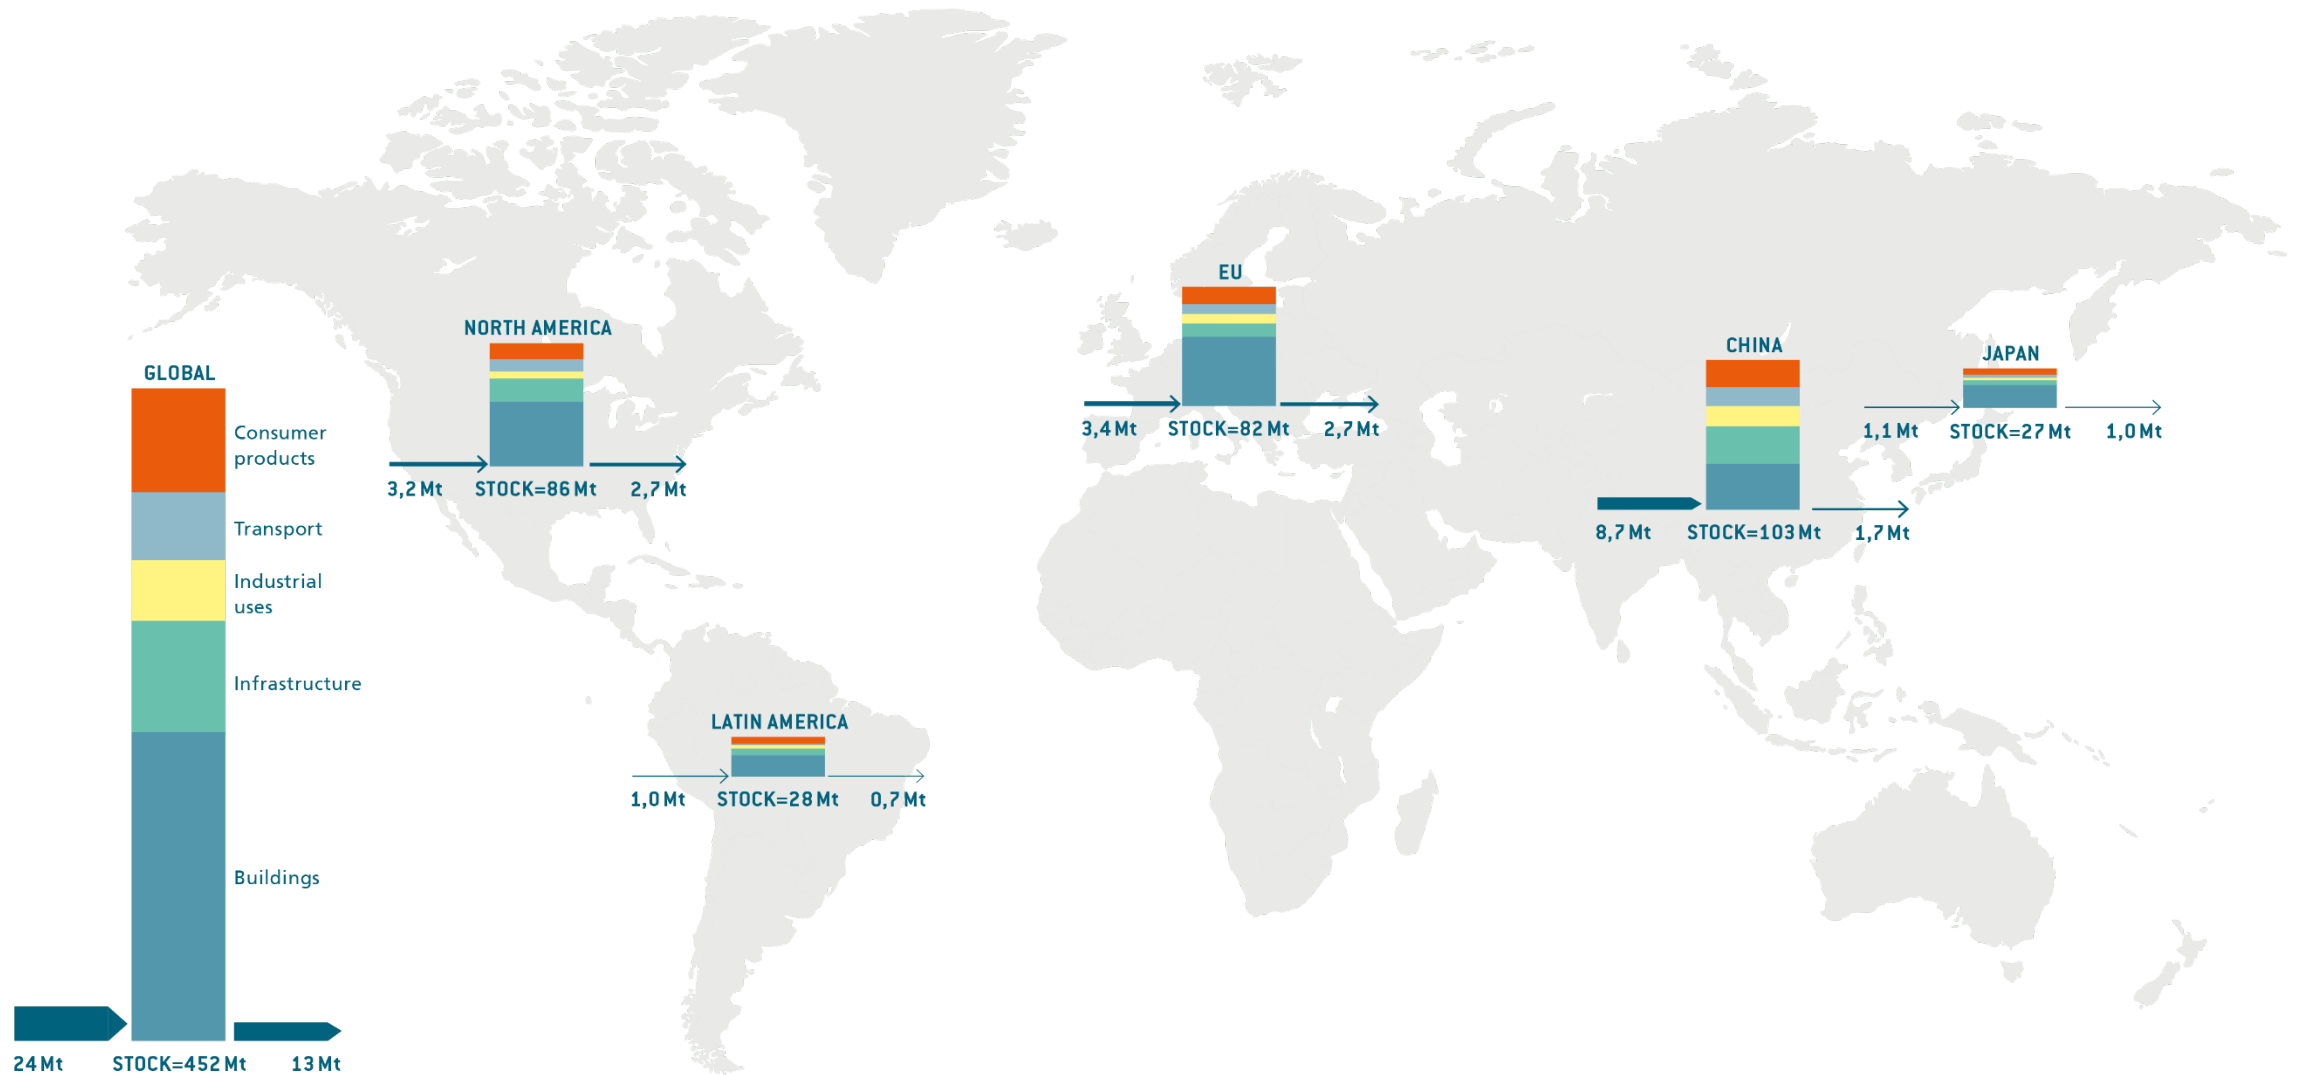 GLOBAL
Consumer
products
Transport
Industrial
uses
Infrastructure
Buildings
24 Mt STOCK=452 Mt 13 Mt
NORTH AMERICA
3,2 Mt STOCK=86 Mt 2,7 Mt
LATIN AMERICA
1,0 Mt STOCK=28 Mt 0,7 Mt
EU
3,4 Mt STOCK=82 Mt 2,7 Mt
CHINA
8,7 Mt STOCK=103 Mt 1,7 Mt
JAPAN
1,1 Mt STOCK=27 Mt 1,0 Mt